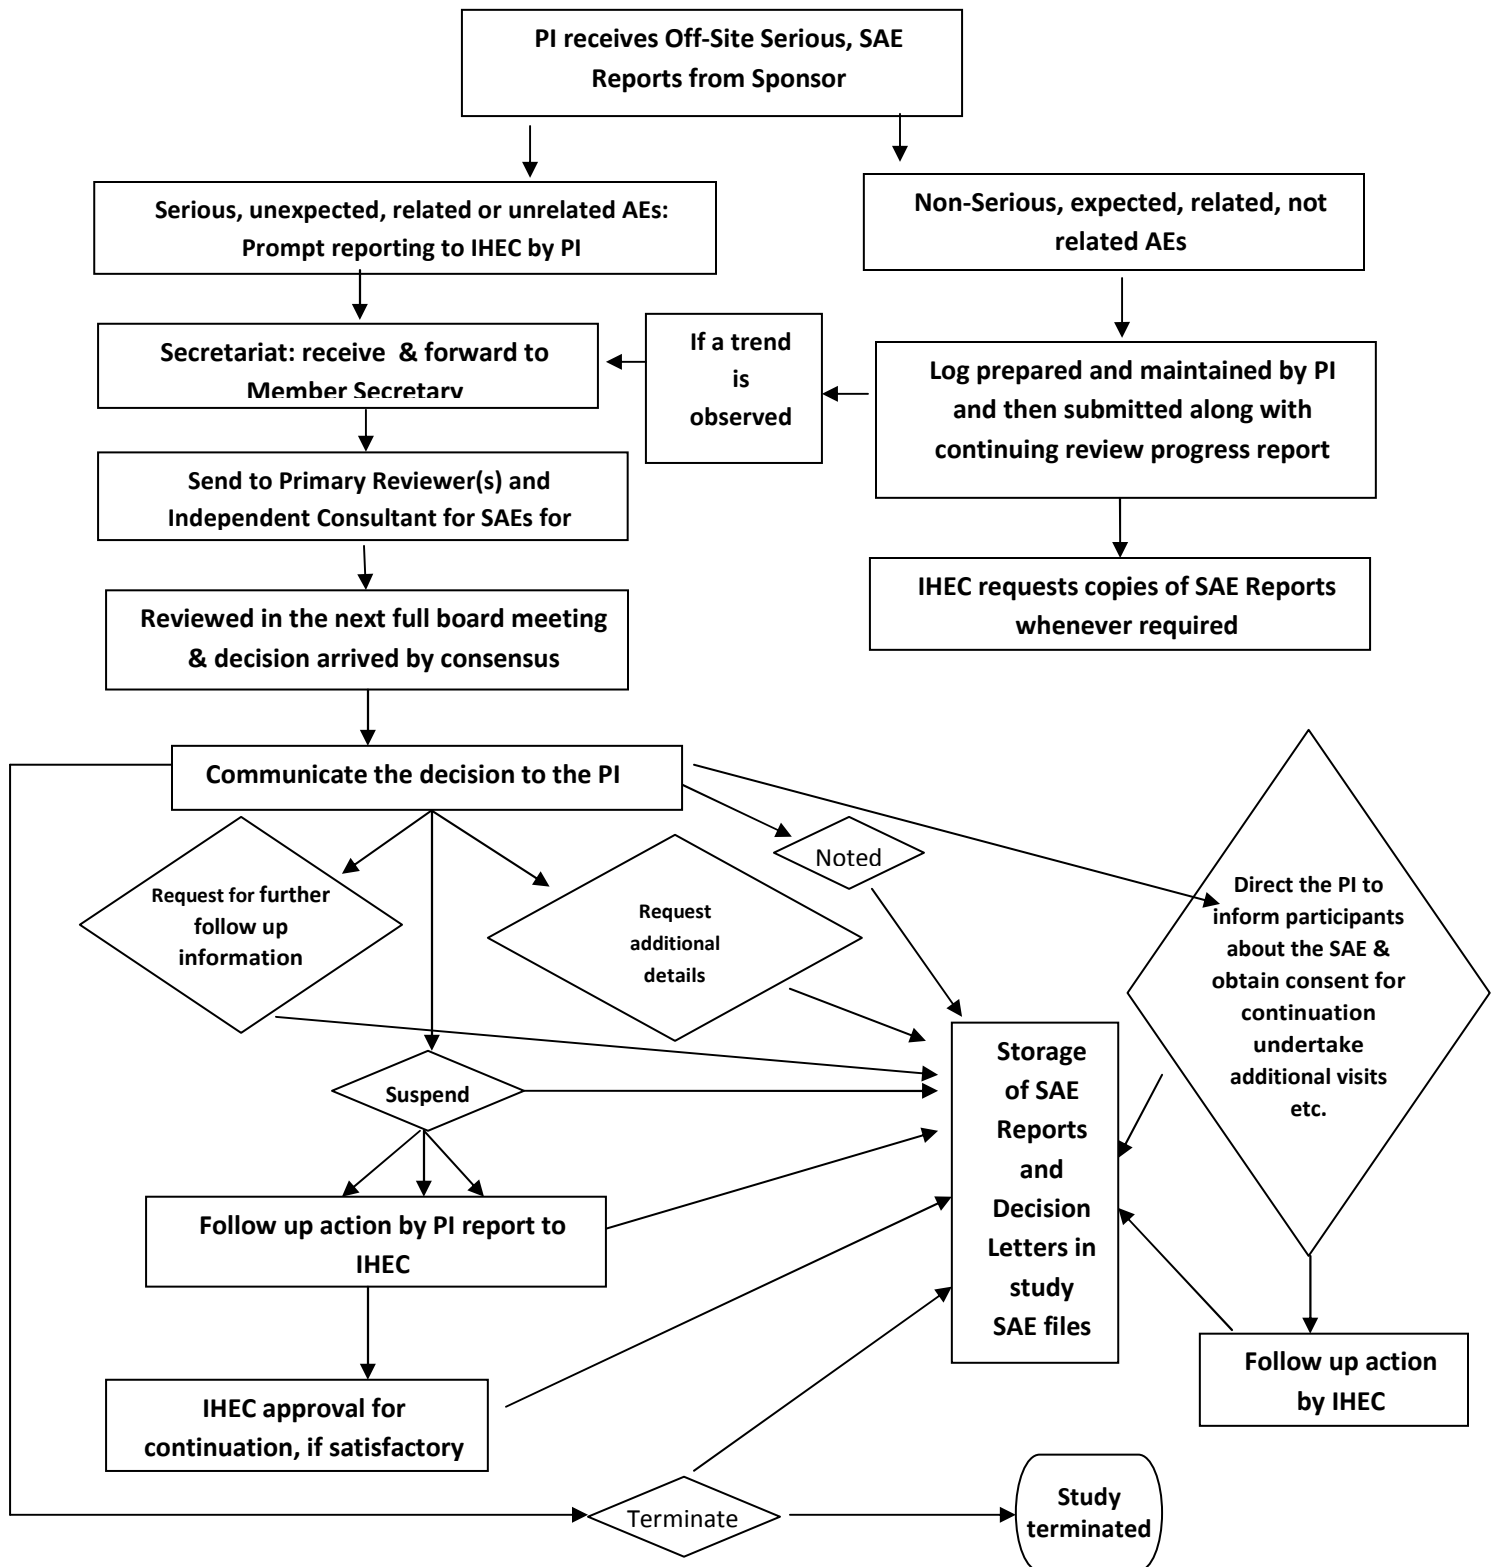 PI receives Off-Site Serious, SAE
Reports from Sponsor
Serious, unexpected, related or unrelated AEs:
Prompt reporting to IHEC by PI
Non-Serious, expected, related, not
related AEs
Secretariat: receive & forward to
Member Secretary
If a trend
is
observed
Log prepared and maintained by PI
and then submitted along with
continuing review progress report
Send to Primary Reviewer(s) and
Independent Consultant for SAEs for
IHEC requests copies of SAE Reports
whenever required
Reviewed in the next full board meeting
& decision arrived by consensus
Communicate the decision to the PI
Request for further
follow up
information
Request
additional
details
Noted
Direct the PI to
inform participants
about the SAE &
obtain consent for
continuation
undertake
additional visits
etc.
Suspend
Storage
of SAE
Reports
and
Decision
Letters in
study
SAE files
Follow up action by PI report to
IHEC
Follow up action
by IHEC
IHEC approval for
continuation, if satisfactory
Terminate
Study
terminated